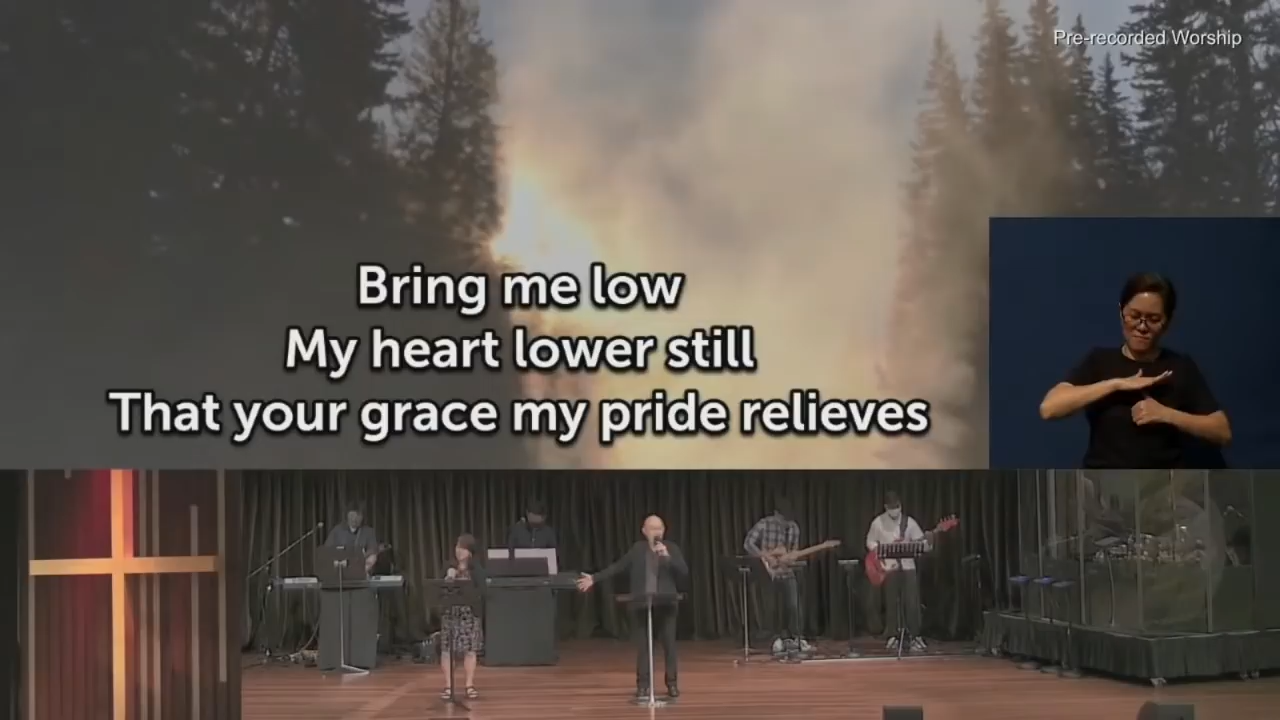 Pre-recorded Worship
Bring me low
My heart lower still
That your grace my pride relieves